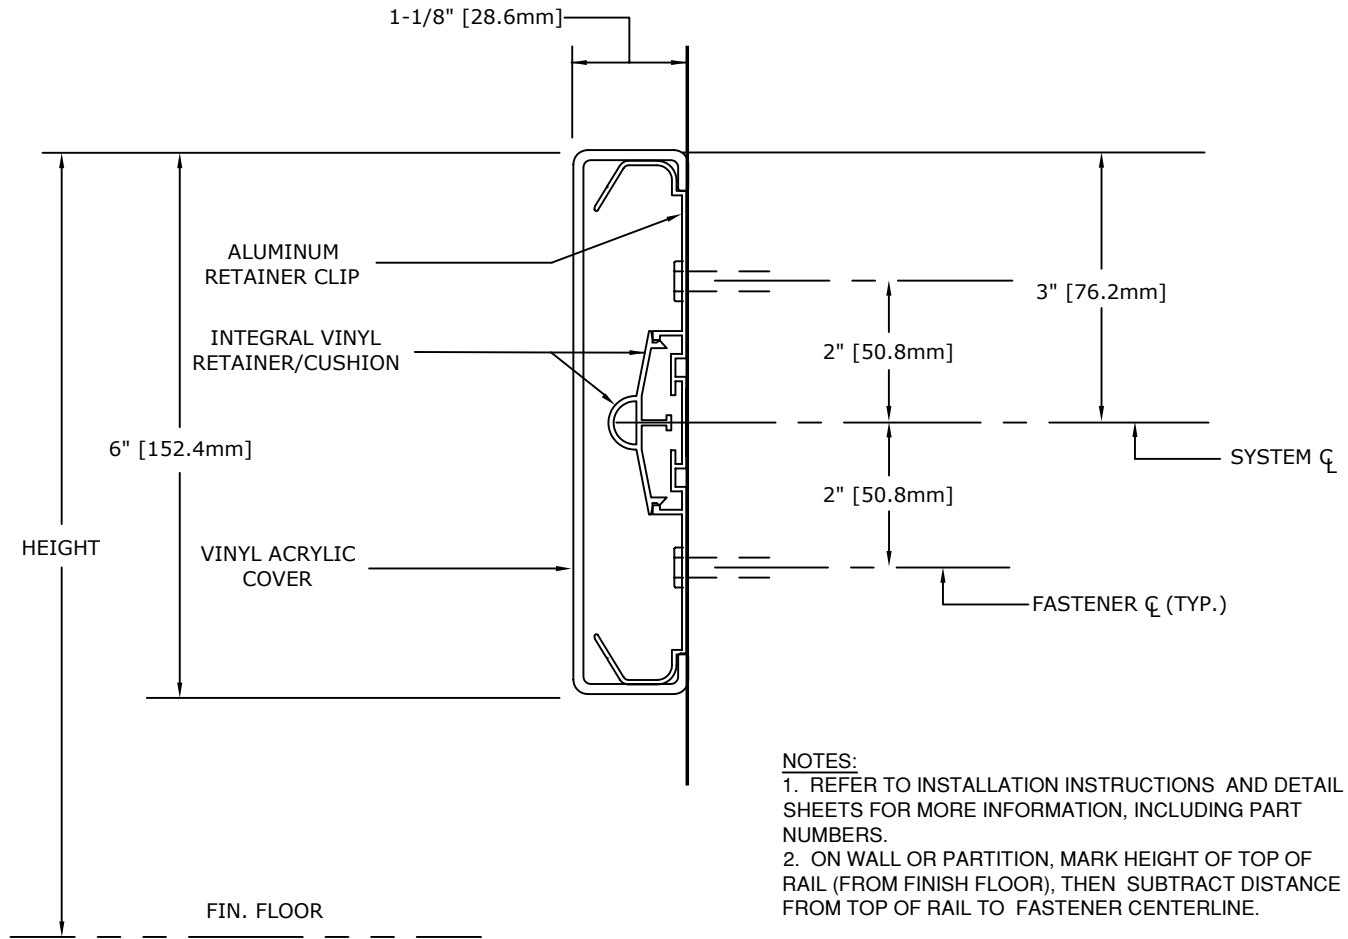 1-1/8" [28.6mm]
ALUMINUM
RETAINER CLIP
3" [76.2mm]
INTEGRAL VINYL
RETAINER/CUSHION
2" [50.8mm]
6" [152.4mm]
SYSTEM ℄
2" [50.8mm]
HEIGHT
VINYL ACRYLIC
COVER
FASTENER ℄ (TYP.)
NOTES:
1. REFER TO INSTALLATION INSTRUCTIONS AND DETAIL
SHEETS FOR MORE INFORMATION, INCLUDING PART
NUMBERS.
2. ON WALL OR PARTITION, MARK HEIGHT OF TOP OF
RAIL (FROM FINISH FLOOR), THEN SUBTRACT DISTANCE
FROM TOP OF RAIL TO FASTENER CENTERLINE.
FIN. FLOOR